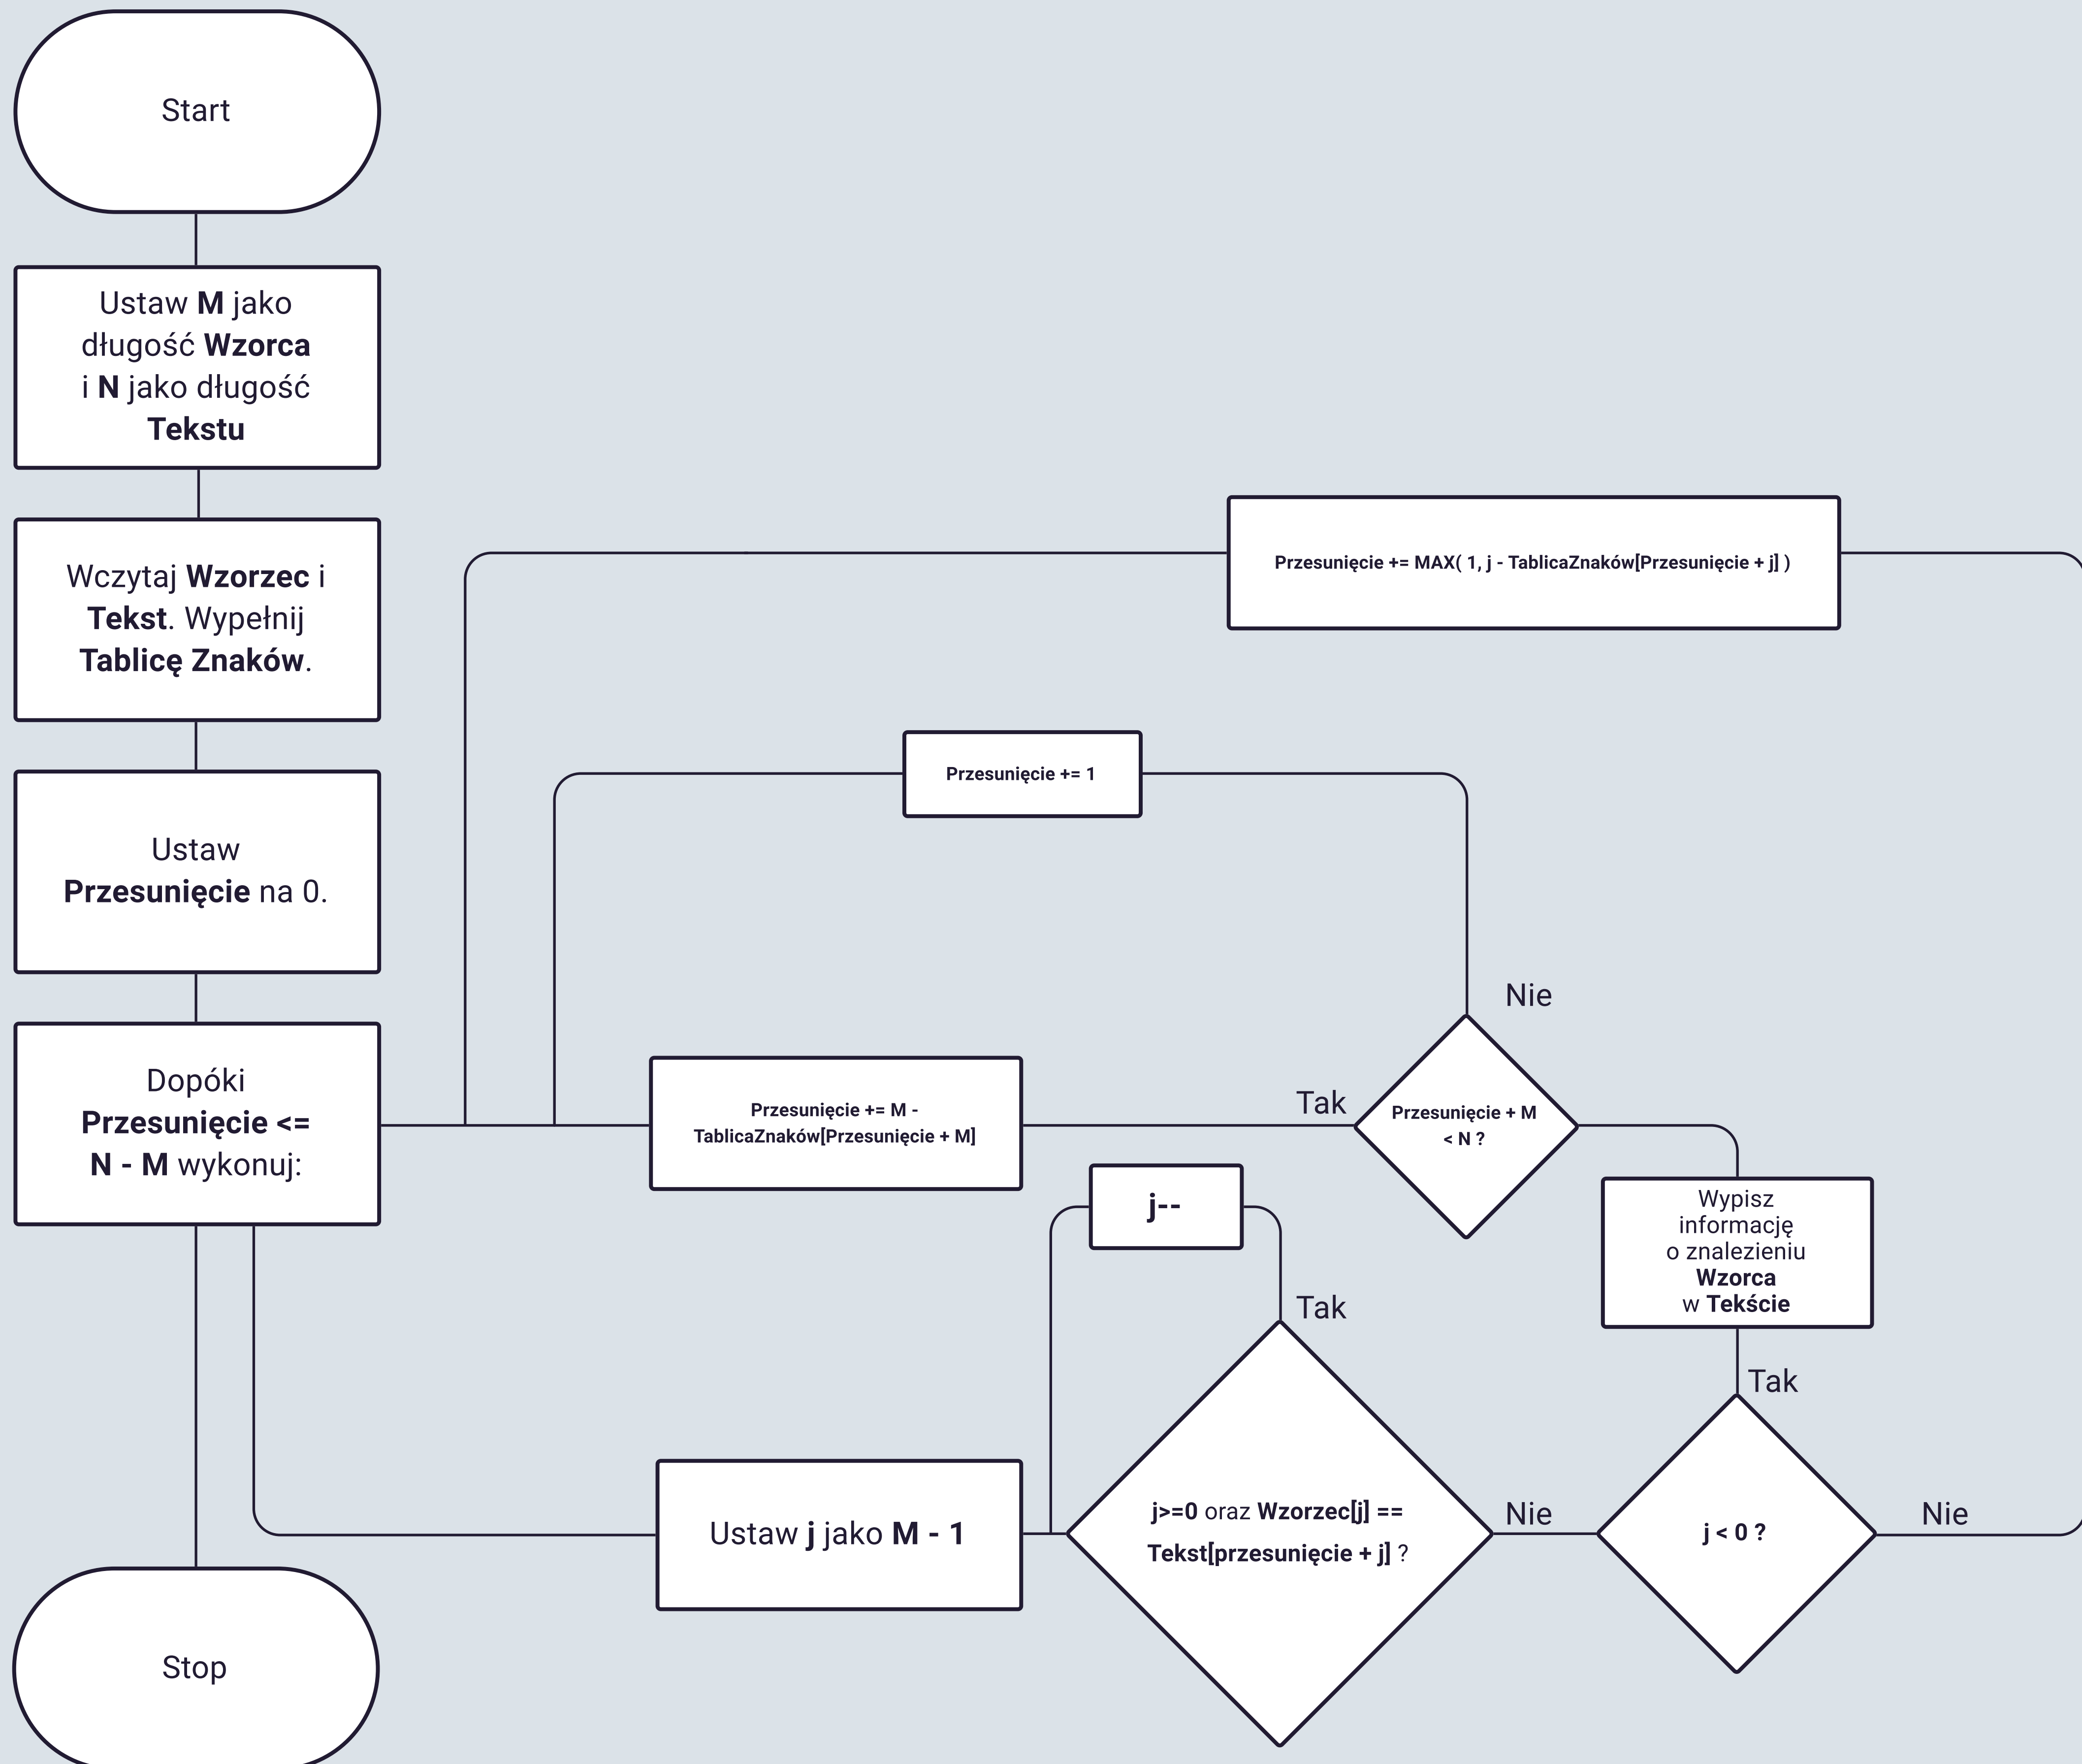 Start
Ustaw M jako
długość Wzorca
i N jako długość
Tekstu
Wczytaj Wzorzec i
Tekst. Wypełnij
Tablicę Znaków.
Ustaw
Przesunięcie na 0.
Dopóki
Przesunięcie <=
N - M wykonuj:
Stop
Przesunięcie += MAX( 1, j - TablicaZnaków[Przesunięcie + j] )
Przesunięcie += 1
Nie
Przesunięcie += M -
TablicaZnaków[Przesunięcie + M]
Tak
Przesunięcie + M
< N ?
j--
Tak
Wypisz
informację
o znalezieniu
Wzorca
w Tekście
Tak
Ustaw j jako M - 1
j>=0 oraz Wzorzec[j] ==
Tekst[przesunięcie + j] ?
Nie
j < 0 ?
Nie